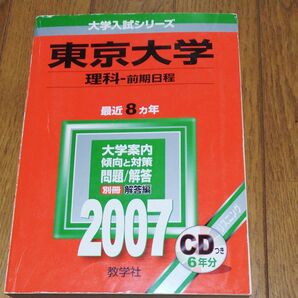 大学入試シリーズ
東京大学
理科-前期日程
最近8ヵ年
大学案内
傾向と対策
問題/解答
別冊 解答編
2007
CDつき
6年分
教学社